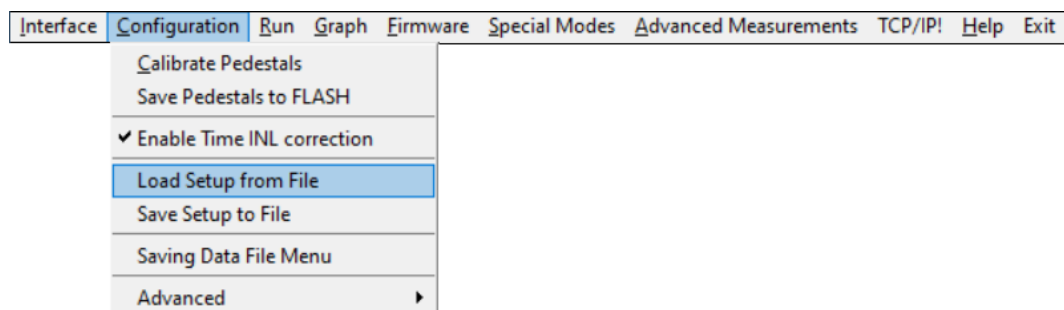 Interface Configuration Run Graph Firmware Special Modes Advanced Measurements TCP/IP! Help Exit
Calibrate Pedestals
Save Pedestals to FLASH
Enable Time INL correction
Load Setup from File
Save Setup to File
Saving Data File Menu
Advanced